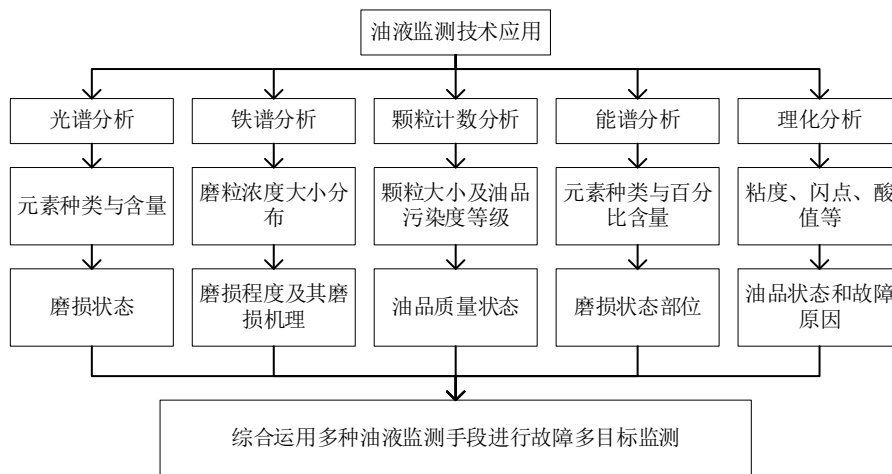 油液监测技术应用
光谱分析
铁谱分析
颗粒计数分析
能谱分析
理化分析
元素种类与含量
磨粒浓度大小分
布
颗粒大小及油品
污染度等级
元素种类与百分
比含量
粘度、闪点、酸
值等
磨损状态
磨损程度及其磨
损机理
油品质量状态
磨损状态部位
油品状态和故障
原因
综合运用多种油液监测手段进行故障多目标监测